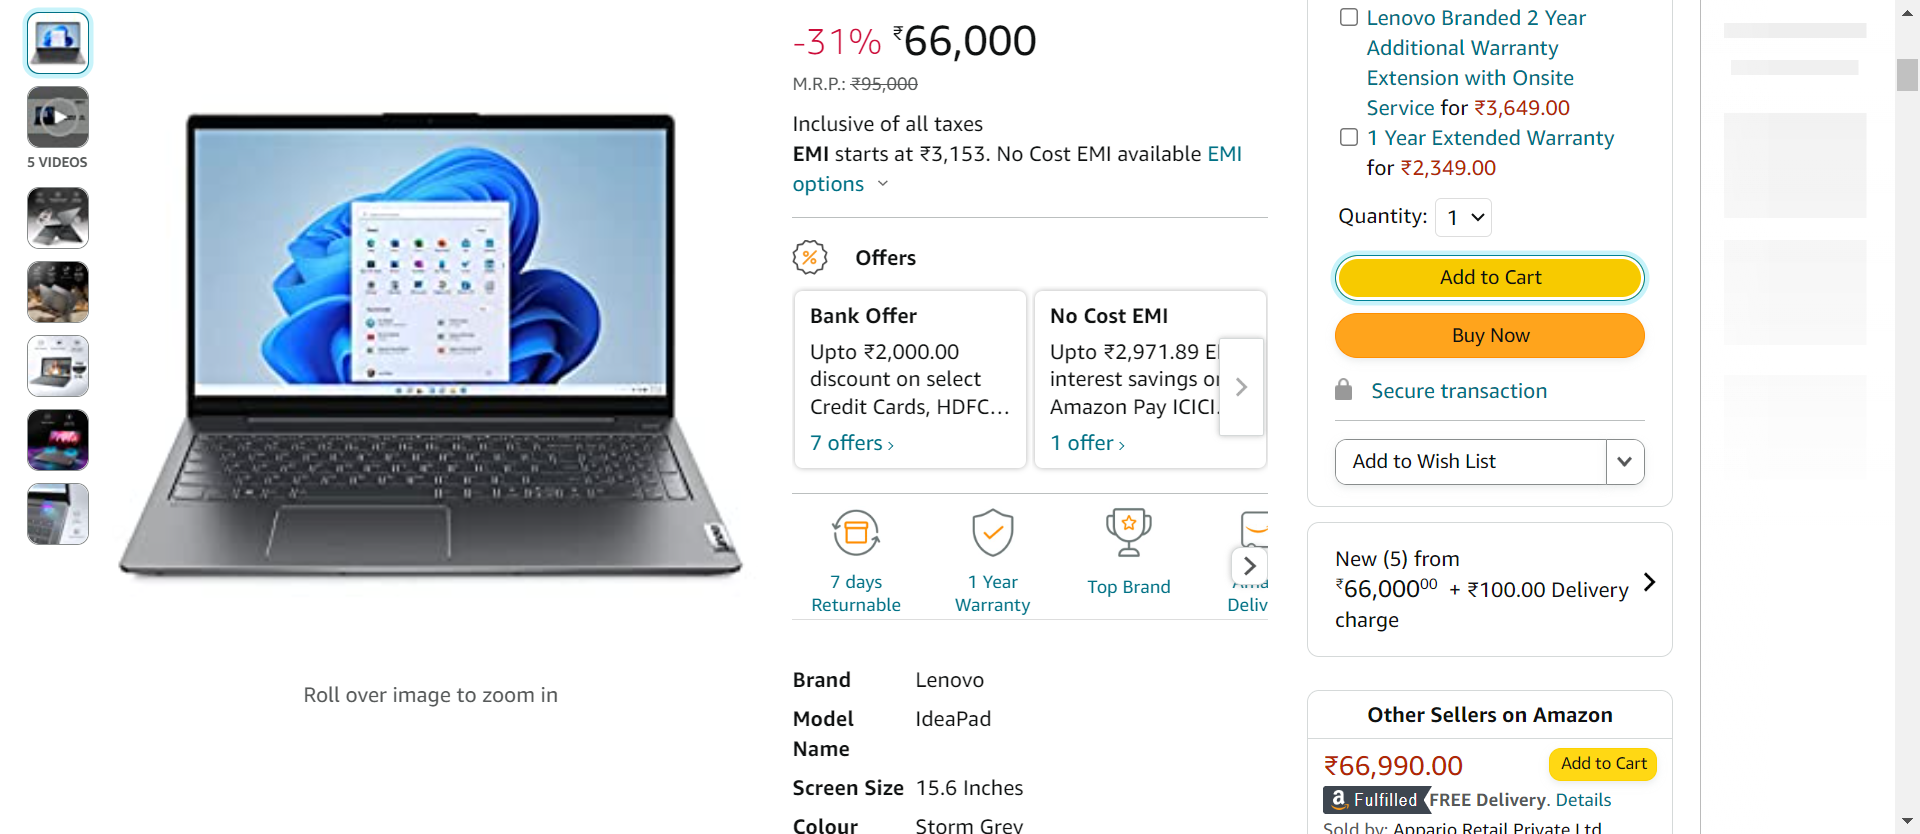 5 VIDEOS
Roll over image to zoom in
-31% ₹66,000
M.R.P.: ₹95,000
Inclusive of all taxes
EMI starts at ₹3,153. No Cost EMI available EMI
options
Offers
Bank Offer
Upto ₹2,000.00
discount on select
Credit Cards, HDFC…
7 offers ›
No Cost EMI
Upto ₹2,971.89 E
interest savings o
Amazon Pay ICICI.
1 offer ›
7 days
Returnable
1 Year
Warranty
Top Brand
Deliv
Brand Lenovo
Model IdeaPad
Name
Screen Size 15.6 Inches
Colour Storm Grey
Lenovo Branded 2 Year
Additional Warranty
Extension with Onsite
Service for ₹3,649.00
1 Year Extended Warranty
for ₹2,349.00
Quantity: 1
Add to Cart
Buy Now
Secure transaction
Add to Wish List
New (5) from
₹66,000⁰⁰ + ₹100.00 Delivery
charge
Other Sellers on Amazon
₹66,990.00 Add to Cart
a Fulfilled FREE Delivery. Details
Sold by: Appario Retail Private Ltd